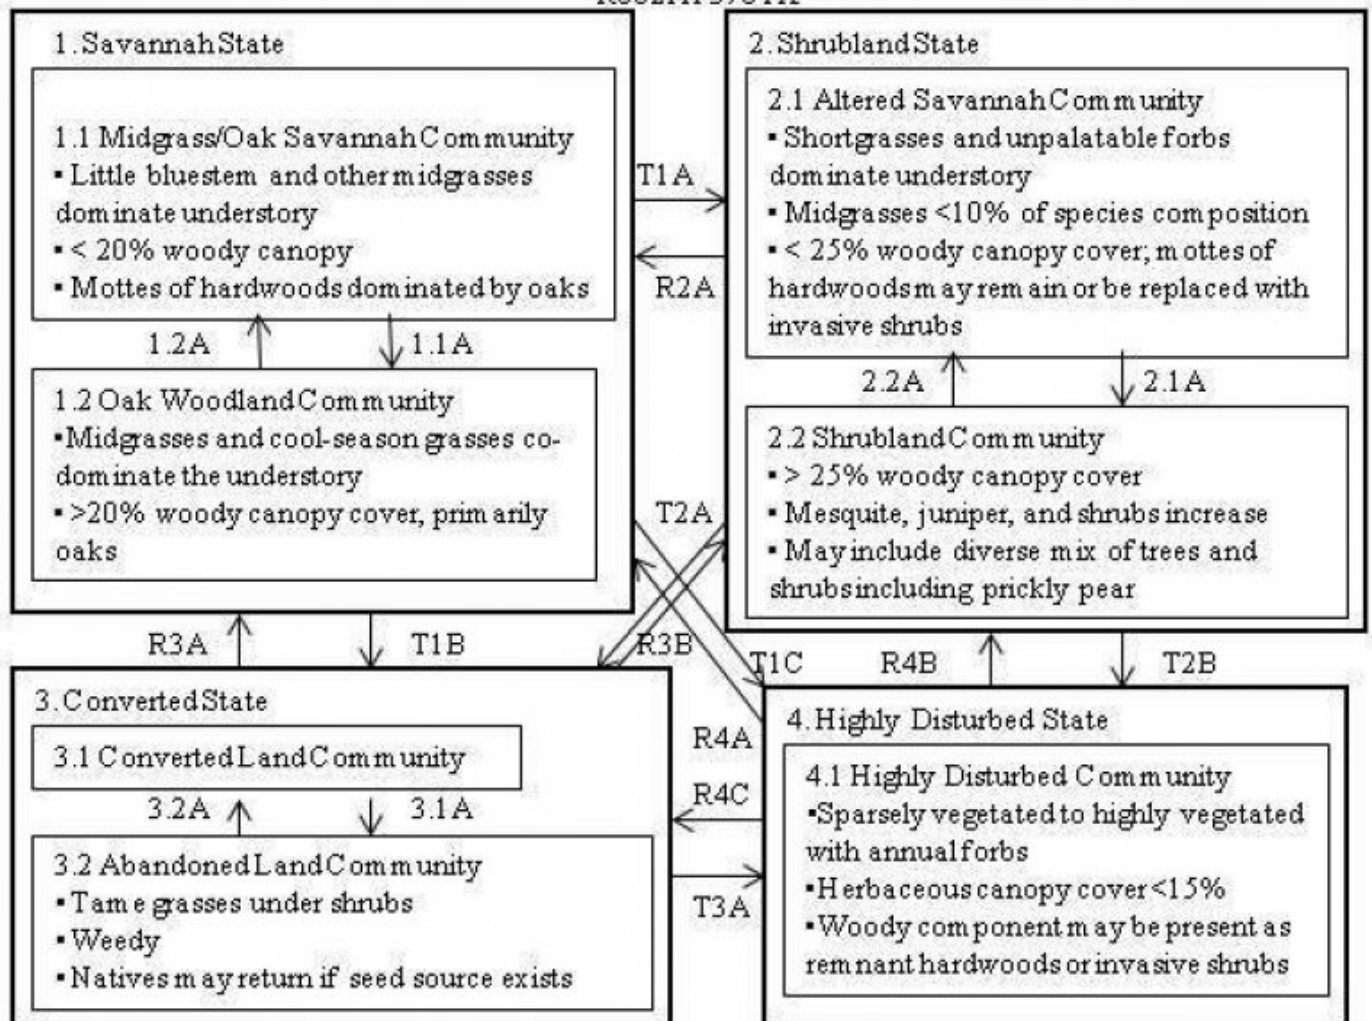 1. Savannah State
1.1 Midgrass/Oak Savannah Community
▪ Little bluestem and other midgrasses
dominate understory
▪ < 20% woody canopy
▪ Mottes of hardwoods dominated by oaks
1.2A
1.1A
1.2 Oak Woodland Community
▪Midgrasses and cool-season grasses co-
dominate the understory
▪ >20% woody canopy cover, primarily
oaks
T1A
R2A
2. Shrubland State
2.1 Altered Savannah Community
▪ Shortgrasses and unpalatable forbs
dominate understory
▪ Midgrasses <10% of species composition
▪ < 25% woody canopy cover; mottes of
hardwoods may remain or be replaced with
invasive shrubs
2.2A
2.1A
2.2 Shrubland Community
▪ > 25% woody canopy cover
▪ Mesquite, juniper, and shrubs increase
▪ May include diverse mix of trees and
shrubs including prickly pear
T2A
R3A
T1B
R3B
T1C
R4B
T2B
3. Converted State
3.1 Converted Land Community
3.2A
3.1A
3.2 Abandoned Land Community
▪ Tame grasses under shrubs
▪ Weedy
▪ Natives may return if seed source exists
R4A
R4C
T3A
4. Highly Disturbed State
4.1 Highly Disturbed Community
▪Sparsely vegetated to highly vegetated
with annual forbs
▪Herbaceous canopy cover <15%
▪Woody component may be present as
remnant hardwoods or invasive shrubs